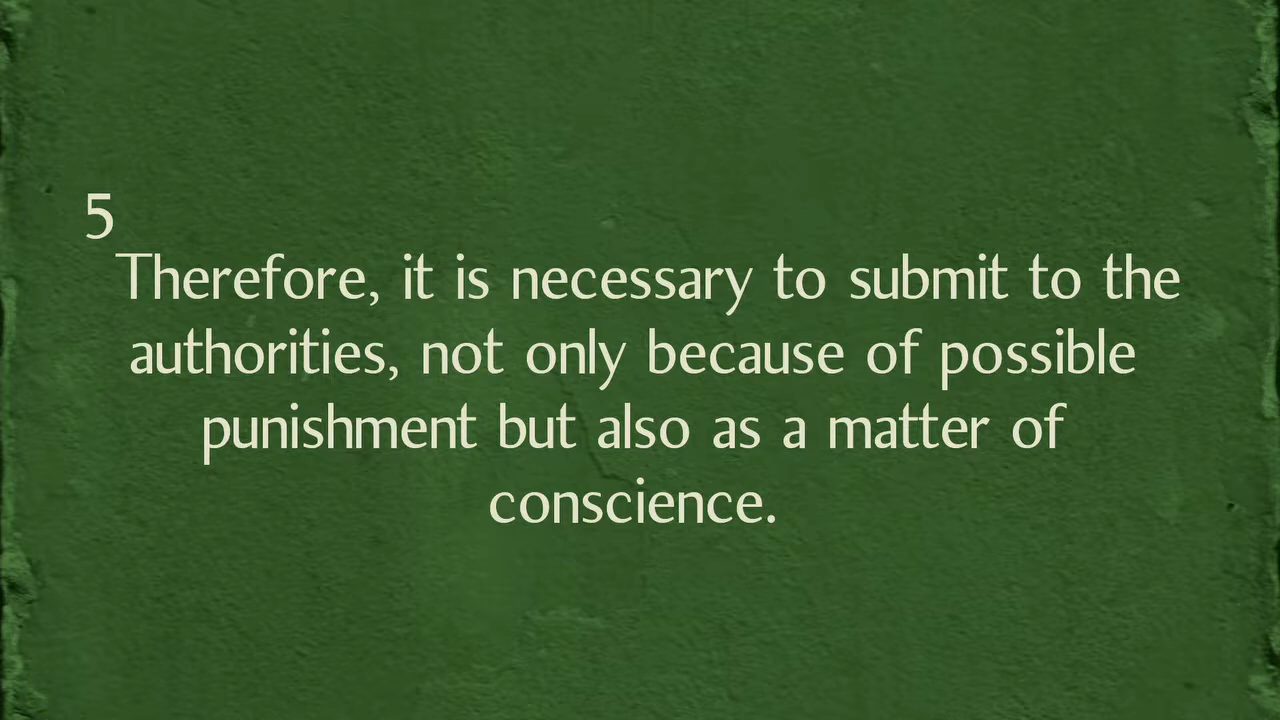 5
Therefore, it is necessary to submit to the
authorities, not only because of possible
punishment but also as a matter of
conscience.